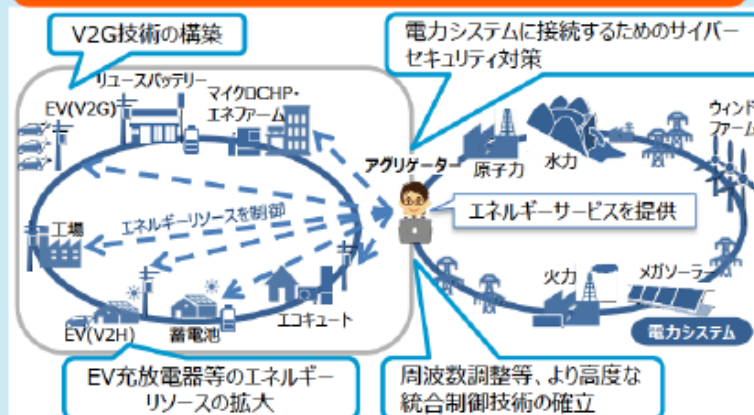 V2G技術の構築
電力システムに接続するためのサイバー
セキュリティ対策
リユースバッテリー
EV(V2G)
マイクロCHP・
エネファーム
アグリゲーター
原子力
水力
ウィンド
ファーム
エネルギーリソースを制御
エネルギーサービスを提供
工場
火力
メガソーラー
EV(V2H)
蓄電池
エコキュート
電力システム
EV充放電器等のエネルギー
リソースの拡大
周波数調整等、より高度な
統合制御技術の確立